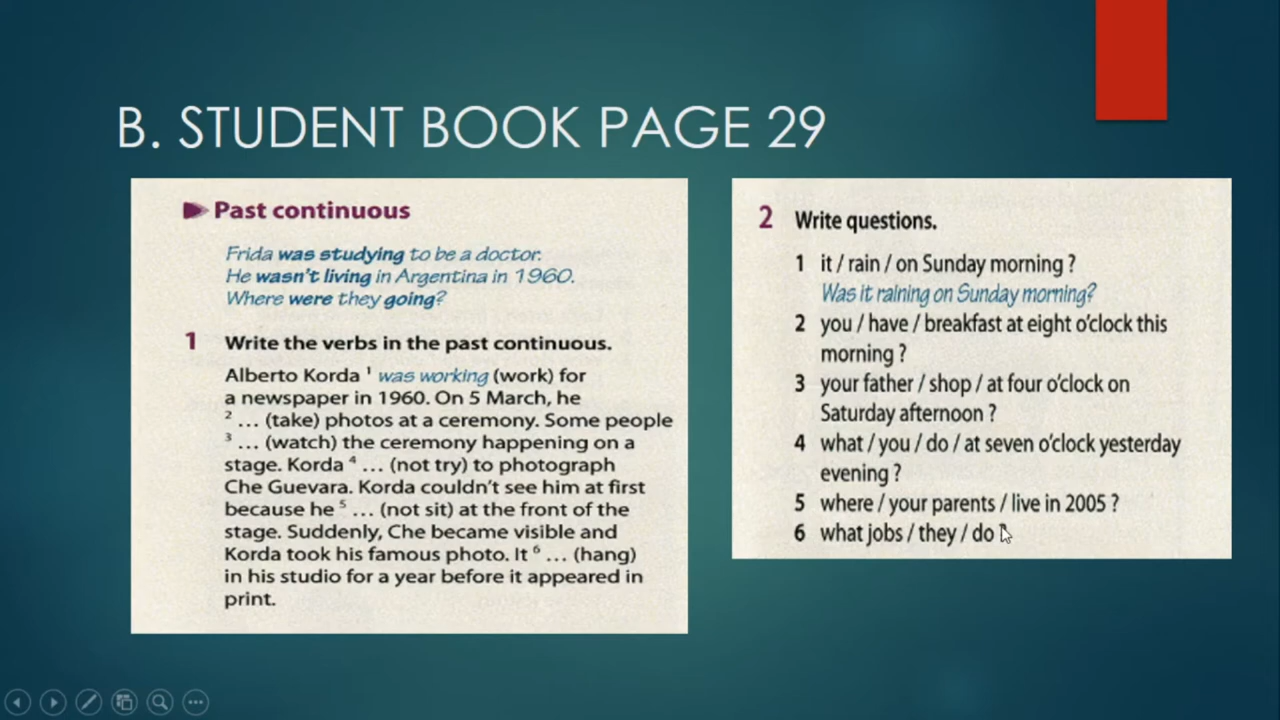 B. STUDENT BOOK PAGE 29
Past continuous
Frida was studying to be a doctor.
He wasn't living in Argentina in 1960.
Where were they going?
1 Write the verbs in the past continuous.
Alberto Korda 1 was working (work) for
a newspaper in 1960. On 5 March, he
2 ... (take) photos at a ceremony. Some people
3 ... (watch) the ceremony happening on a
stage. Korda 4 ... (not try) to photograph
Che Guevara. Korda couldn't see him at first
because he 5 ... (not sit) at the front of the
stage. Suddenly, Che became visible and
Korda took his famous photo. It 6 ... (hang)
in his studio for a year before it appeared in
print.
2 Write questions.
1 it / rain / on Sunday morning ?
Was it raining on Sunday morning?
2 you / have / breakfast at eight o'clock this
morning ?
3 your father / shop / at four o'clock on
Saturday afternoon ?
4 what / you / do / at seven o'clock yesterday
evening ?
5 where / your parents / live in 2005 ?
6 what jobs / they / do